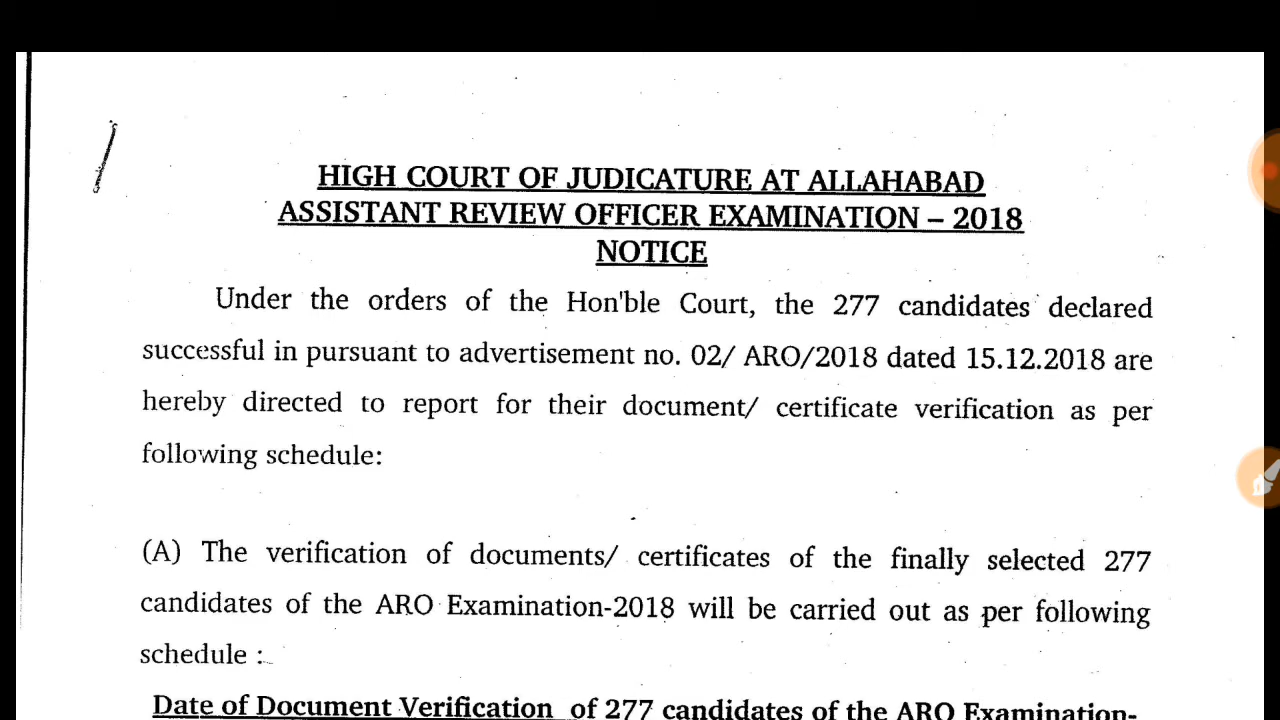 HIGH COURT OF JUDICATURE AT ALLAHABAD
ASSISTANT REVIEW OFFICER EXAMINATION – 2018
NOTICE
Under the orders of the Hon'ble Court, the 277 candidates declared
successful in pursuant to advertisement no. 02/ ARO/2018 dated 15.12.2018 are
hereby directed to report for their document/ certificate verification as per
following schedule:
(A) The verification of documents/ certificates of the finally selected 277
candidates of the ARO Examination-2018 will be carried out as per following
schedule :
Date of Document Verification of 277 candidates of the ARO Examination-